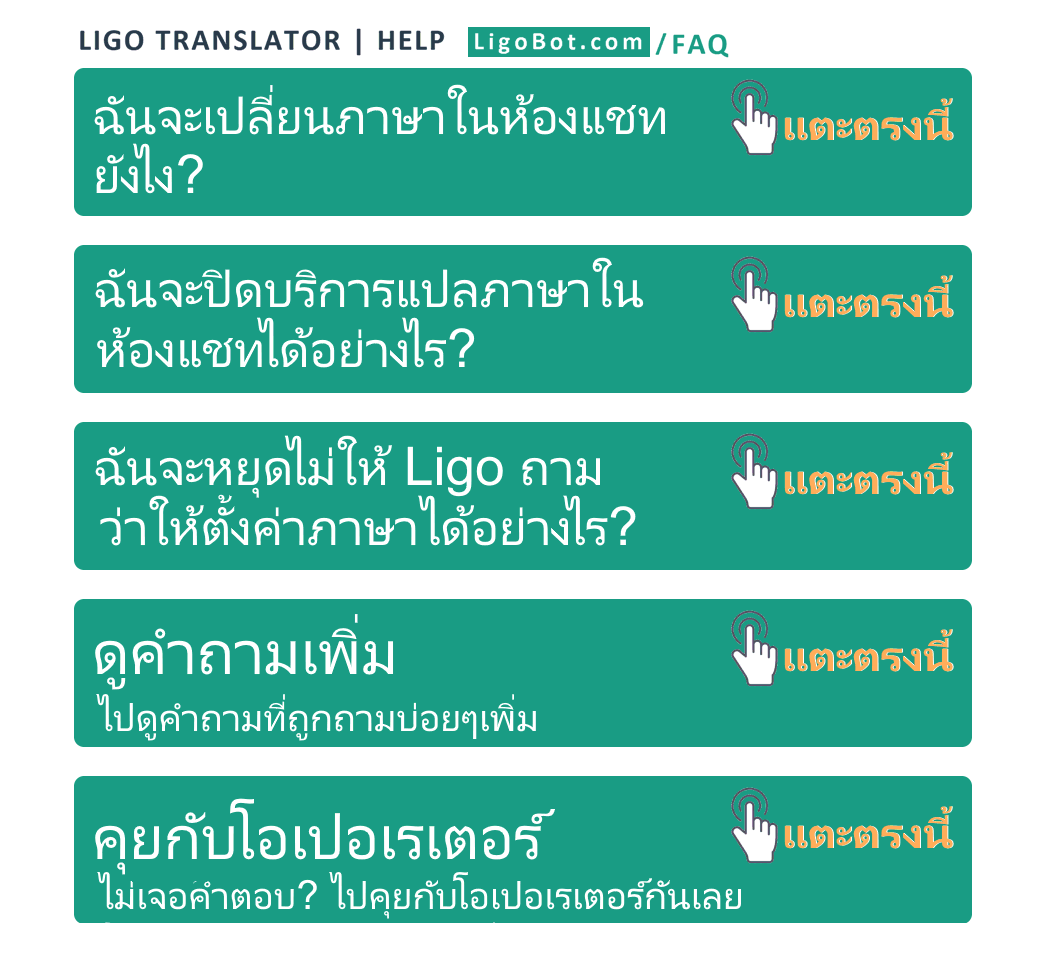 LIGO TRANSLATOR | HELP LigoBot.com /FAQ
ฉันจะเปลี่ยนภาษาในห้องแชท
ยังไง?
แตะตรงนี้
ฉันจะปิดบริการแปลภาษาใน
ห้องแชทได้อย่างไร?
แตะตรงนี้
ฉันจะหยุดไม่ให้ Ligo ถาม
ว่าให้ตั้งค่าภาษาได้อย่างไร?
แตะตรงนี้
ดูคำถามเพิ่ม
ไปดูคำถามที่ถูกถามบ่อยๆเพิ่ม
แตะตรงนี้
คุยกับโอเปอเรเตอร์
ไม่เจอคำตอบ? ไปคุยกับโอเปอเรเตอร์กันเลย
แตะตรงนี้